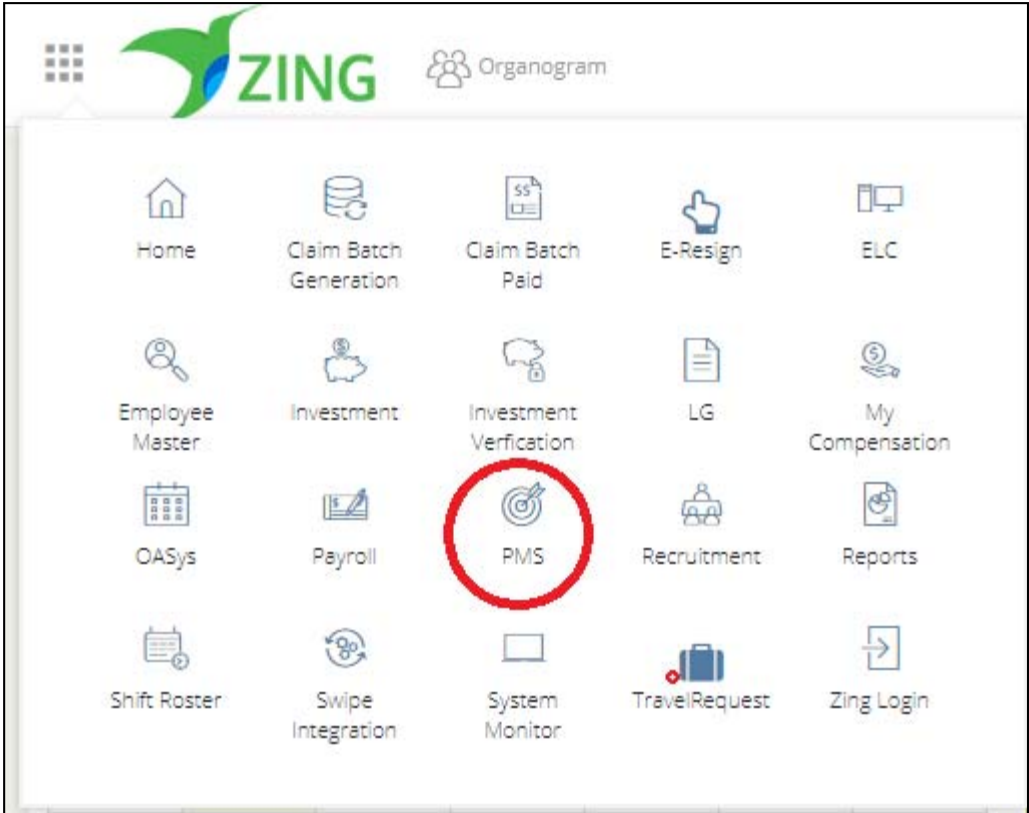 ZING
Organogram
Home
Claim Batch
Generation
Claim Batch
Paid
E-Resign
ELC
Employee
Master
Investment
Investment
Verfication
LG
My
Compensation
OASys
Payroll
PMS
Recruitment
Reports
Shift Roster
Swipe
Integration
System
Monitor
TravelRequest
Zing Login